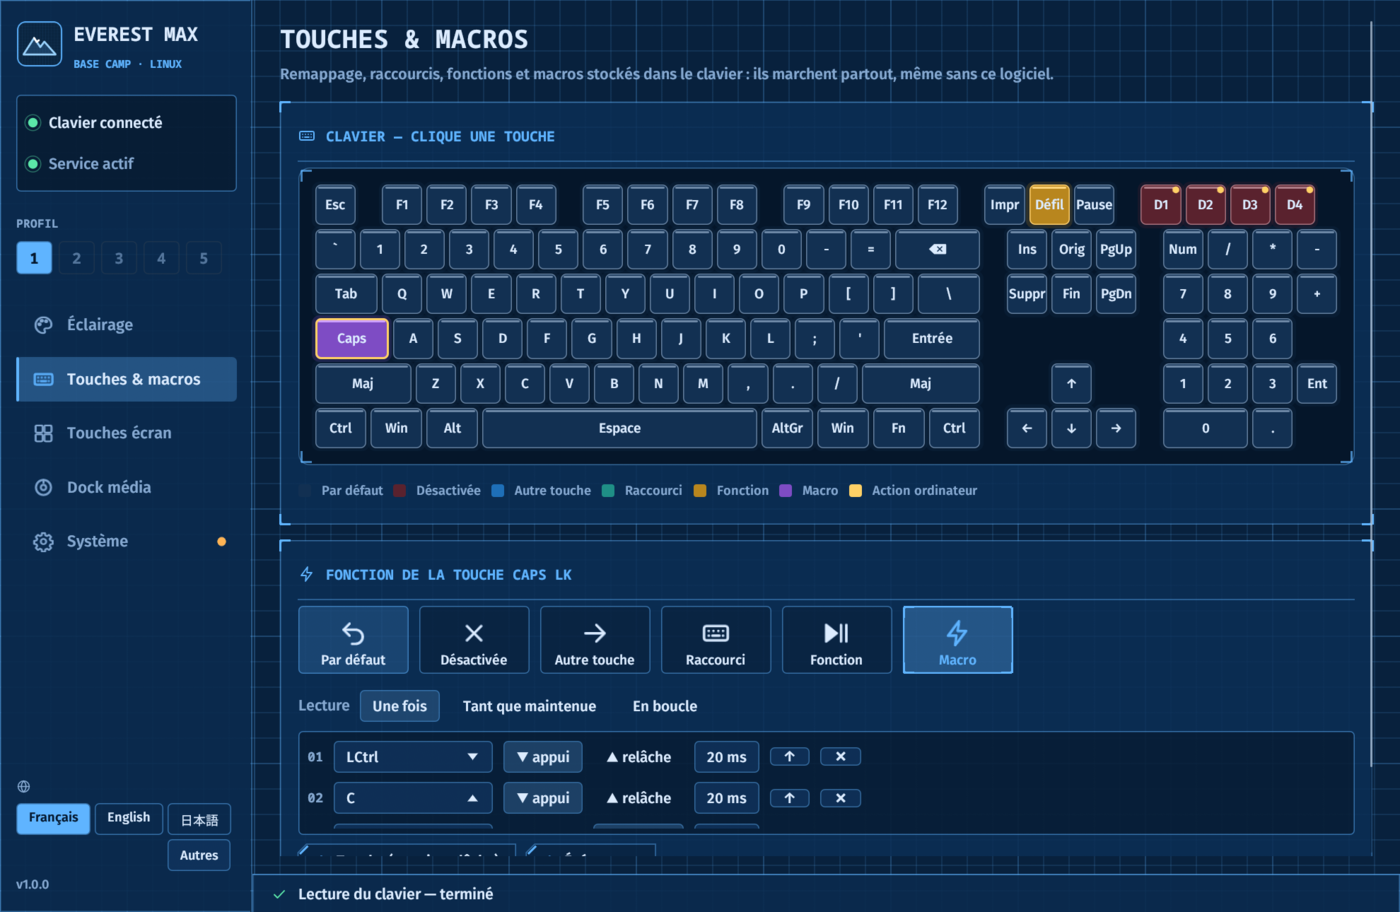 EVEREST MAX
BASE CAMP · LINUX
Clavier connecté
Service actif
PROFIL
1 2 3 4 5
Éclairage
Touches & macros
Touches écran
Dock média
Système
Français English 日本語
Autres
v1.0.0
TOUCHES & MACROS
Remappage, raccourcis, fonctions et macros stockés dans le clavier : ils marchent partout, même sans ce logiciel.
CLAVIER — CLIQUE UNE TOUCHE
Esc F1 F2 F3 F4 F5 F6 F7 F8 F9 F10 F11 F12 Impr Défil Pause D1 D2 D3 D4
` 1 2 3 4 5 6 7 8 9 0 - = Ins Orig PgUp Num / * -
Tab Q W E R T Y U I O P [ ] \ Suppr Fin PgDn 7 8 9 +
Caps A S D F G H J K L ; ' Entrée 4 5 6
Maj Z X C V B N M , . / Maj ↑ 1 2 3 Ent
Ctrl Win Alt Espace AltGr Win Fn Ctrl ← ↓ → 0 .
Par défaut Désactivée Autre touche Raccourci Fonction Macro Action ordinateur
FONCTION DE LA TOUCHE CAPS LK
Par défaut Désactivée Autre touche Raccourci Fonction Macro
Lecture Une fois Tant que maintenue En boucle
01 LCtrl ▼ ▼ appui ▲ relâche 20 ms ↑ ×
02 C ▲ ▼ appui ▲ relâche 20 ms ↑ ×
✓ Lecture du clavier — terminé